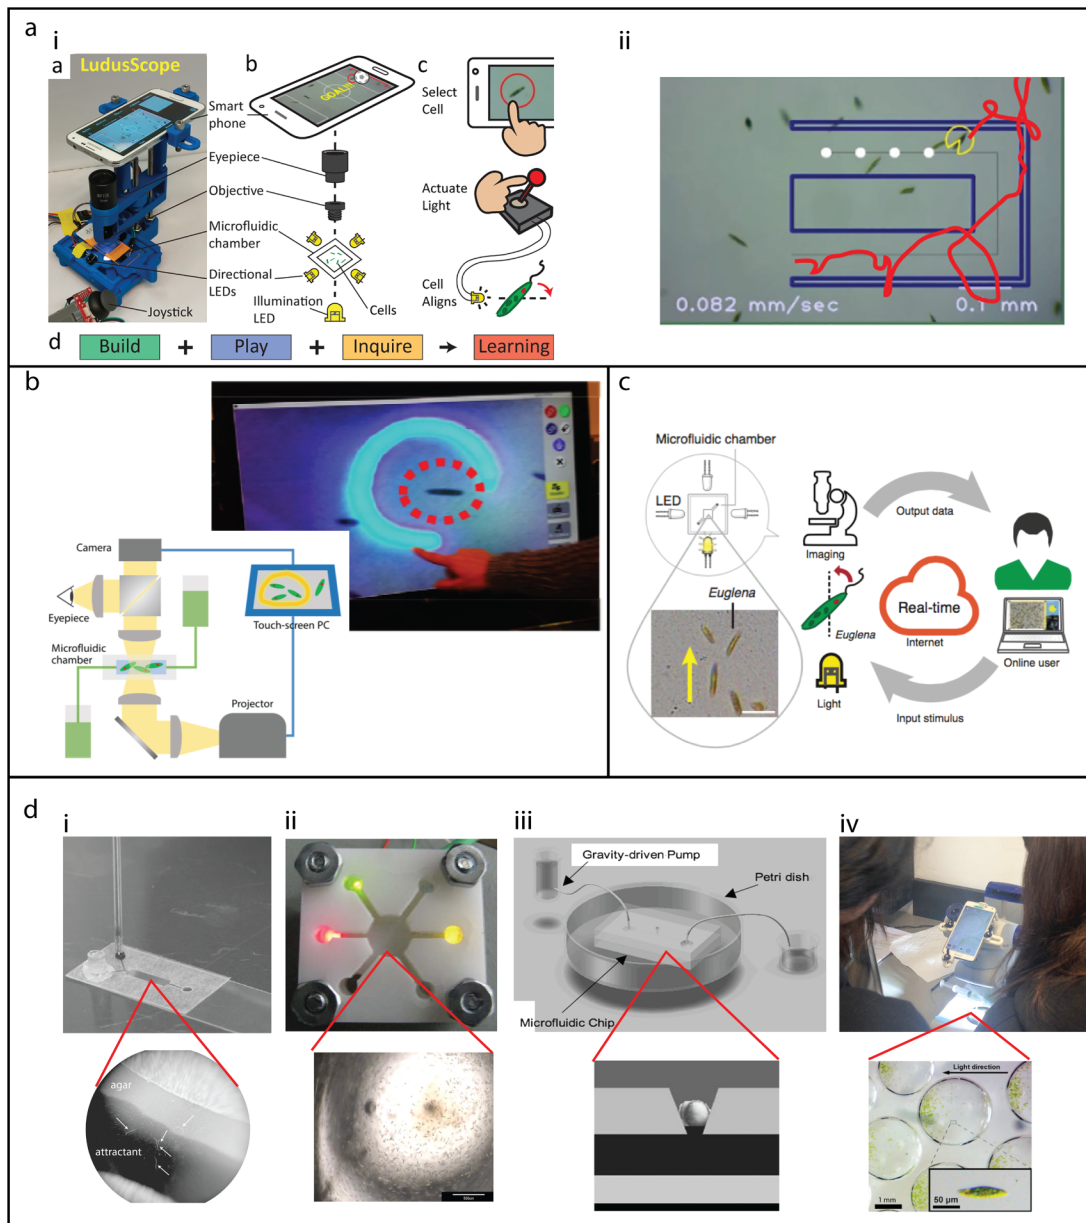 a
i
a
LudusScope
b
GOAL!!!
c
Select
Cell
Smart
phone
Eyepiece
Objective
Actuate
Light
Microfluidic
chamber
Directional
LEDs
Illumination
LED
Cells
Joystick
Cell
Aligns
d
Build + Play + Inquire → Learning
ii
0.082 mm/sec
0.1 mm
b
Camera
Eyepiece
Touch-screen PC
Microfluidic
chamber
Projector
c
Microfluidic chamber
LED
Imaging
Output data
Euglena
Real-time
Internet
Euglena
Online user
Light
Input stimulus
d
i
agar
attractant
ii
iii
Gravity-driven Pump
Petri dish
Microfluidic Chip
iv
Light direction
1 mm
50 µm